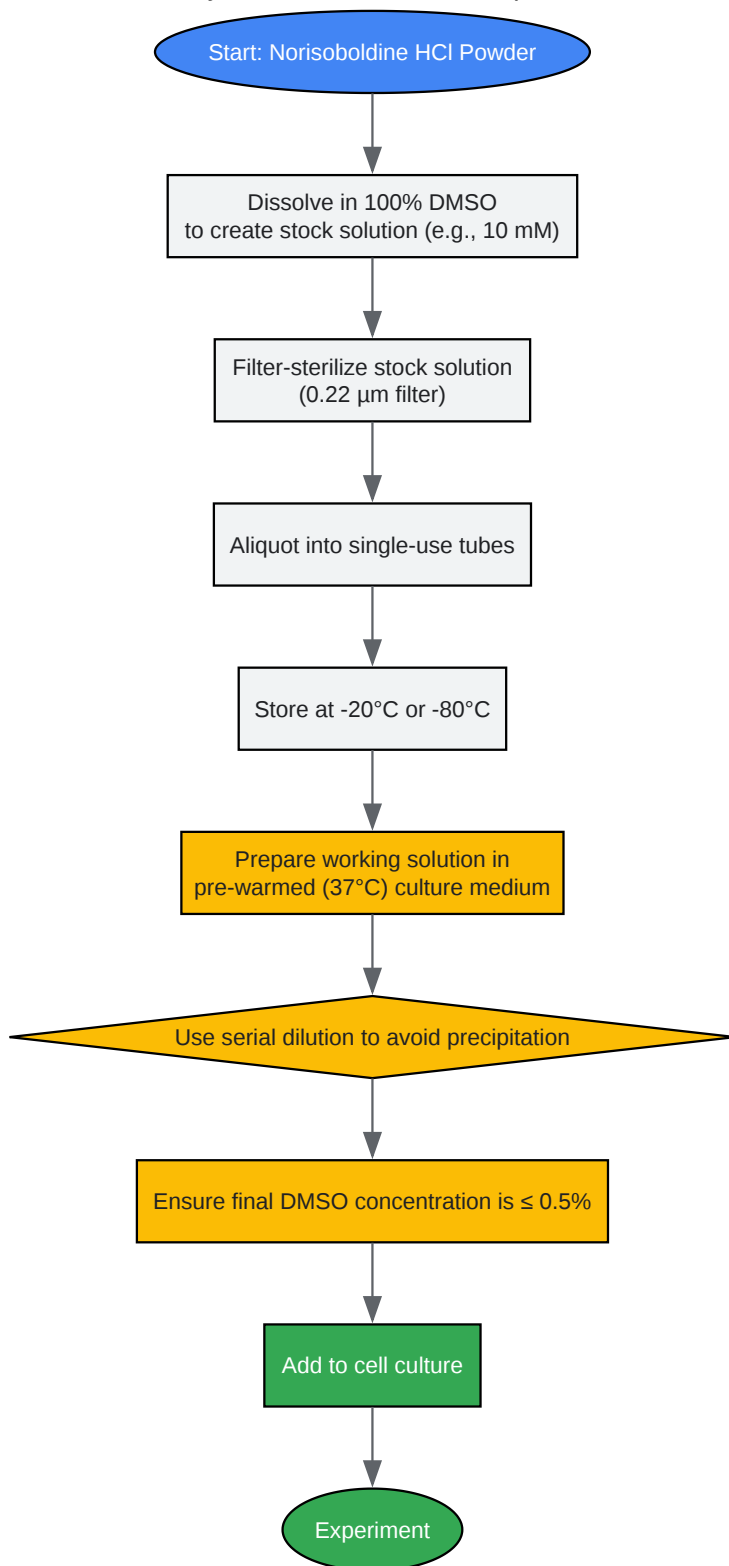 Start: Norisoboldine HCl Powder
Dissolve in 100% DMSO
to create stock solution (e.g., 10 mM)
Filter-sterilize stock solution
(0.22 µm filter)
Aliquot into single-use tubes
Store at -20°C or -80°C
Prepare working solution in
pre-warmed (37°C) culture medium
Use serial dilution to avoid precipitation
Ensure final DMSO concentration is ≤ 0.5%
Add to cell culture
Experiment